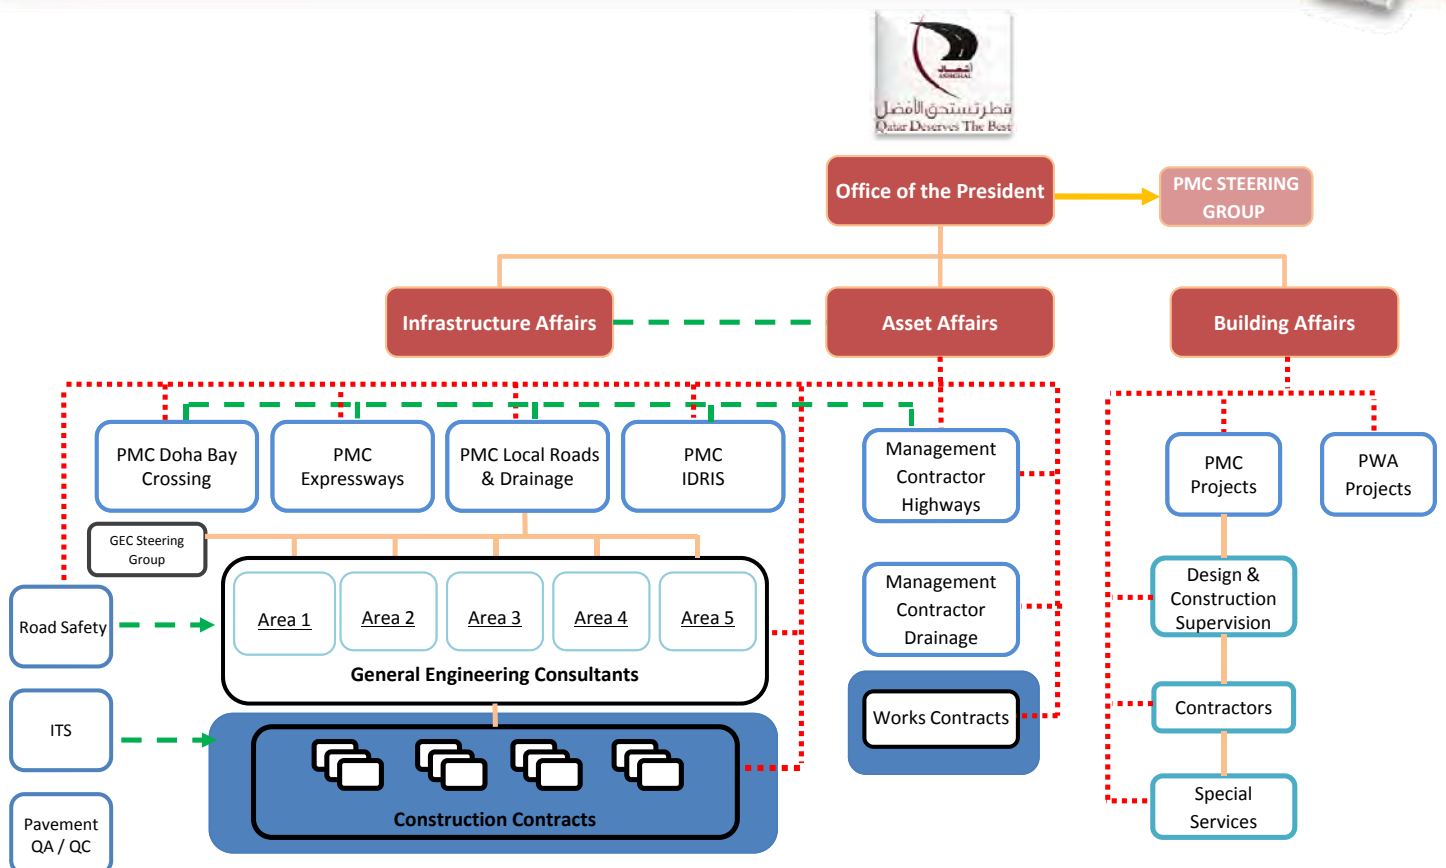 أشغال
ASHGHAL
قطر تستحق الأفضل
Qatar Deserves The Best
Office of the President
PMC STEERING
GROUP
Infrastructure Affairs
Asset Affairs
Building Affairs
PMC Doha Bay
Crossing
PMC
Expressways
PMC Local Roads
& Drainage
PMC
IDRIS
Management
Contractor
Highways
PMC
Projects
PWA
Projects
GEC Steering
Group
Road Safety
Area 1
Area 2
Area 3
Area 4
Area 5
General Engineering Consultants
Management
Contractor
Drainage
Design &
Construction
Supervision
ITS
Works Contracts
Contractors
Construction Contracts
Pavement
QA / QC
Special
Services